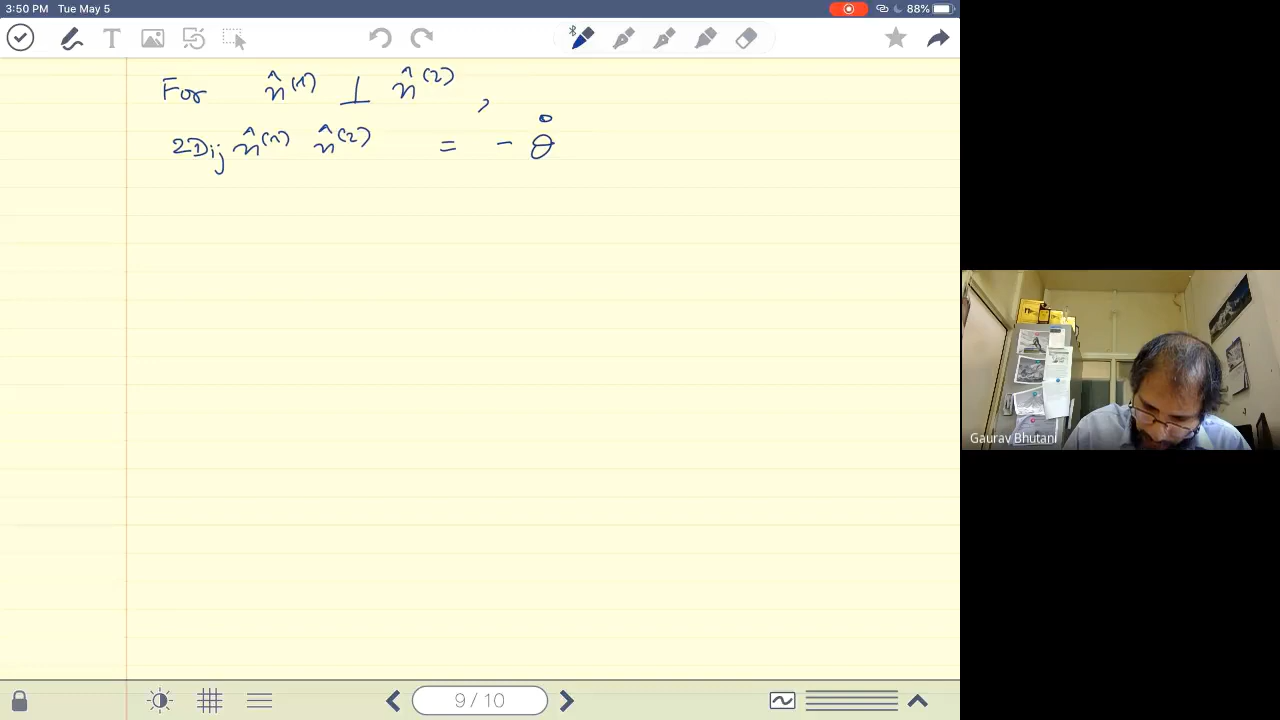 3:50 PM Tue May 5
88%
T
For n̂⁽¹⁾ ⊥ n̂⁽²⁾ ,
2Dij n̂⁽¹⁾ n̂⁽²⁾ = - θ̇
Gaurav Bhutani
9 / 10